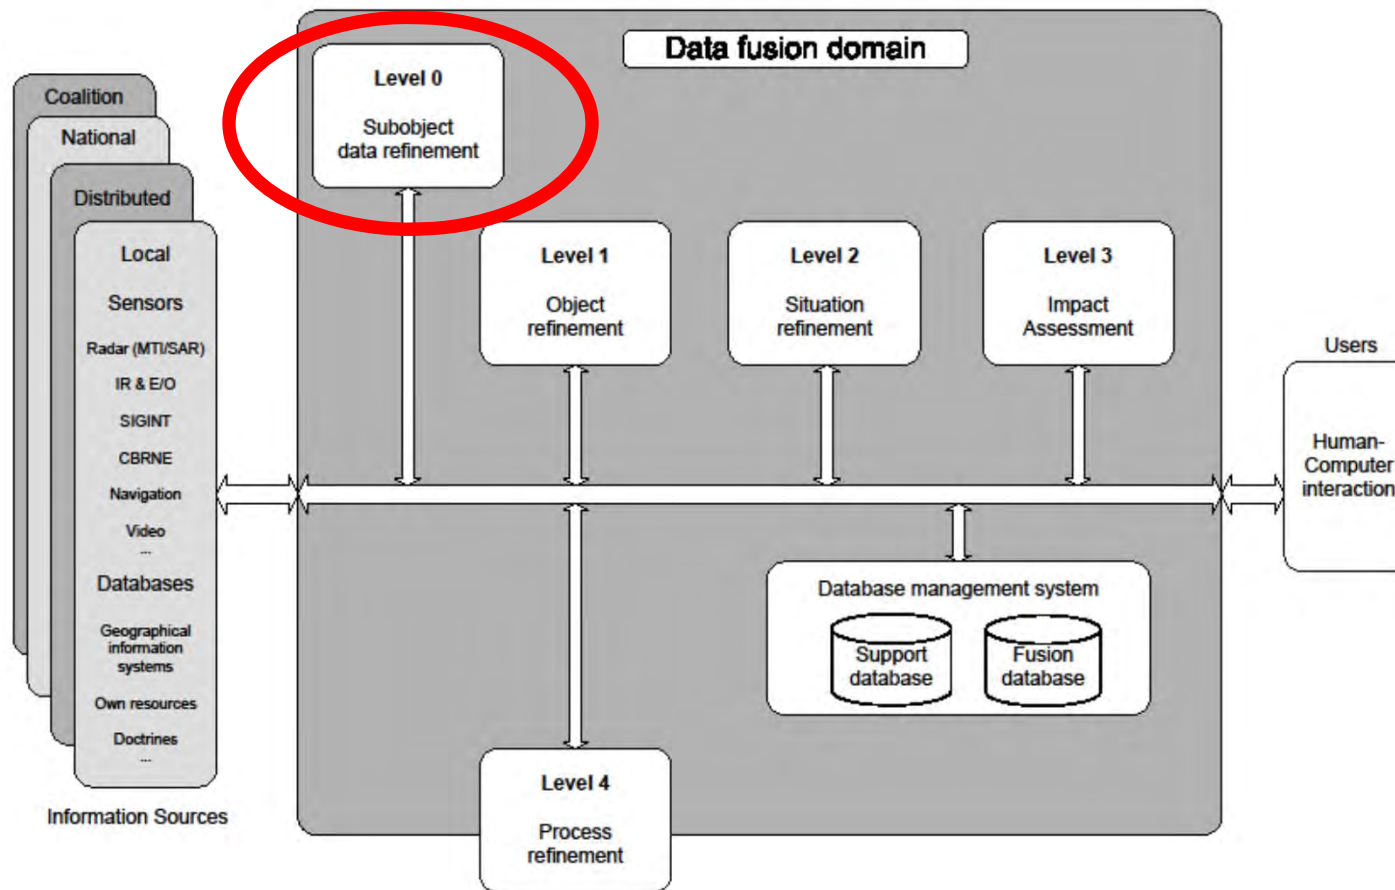 Data fusion domain
Level 0
Subobject
data refinement
Coalition
National
Distributed
Local
Sensors
Radar (MTI/SAR)
IR & E/O
SIGINT
CBRNE
Navigation
Video
...
Databases
Geographical
information
systems
Own resources
Doctrines
...
Information Sources
Level 1
Object
refinement
Level 2
Situation
refinement
Level 3
Impact
Assessment
Users
Human-
Computer
interaction
Database management system
Support
database
Fusion
database
Level 4
Process
refinement